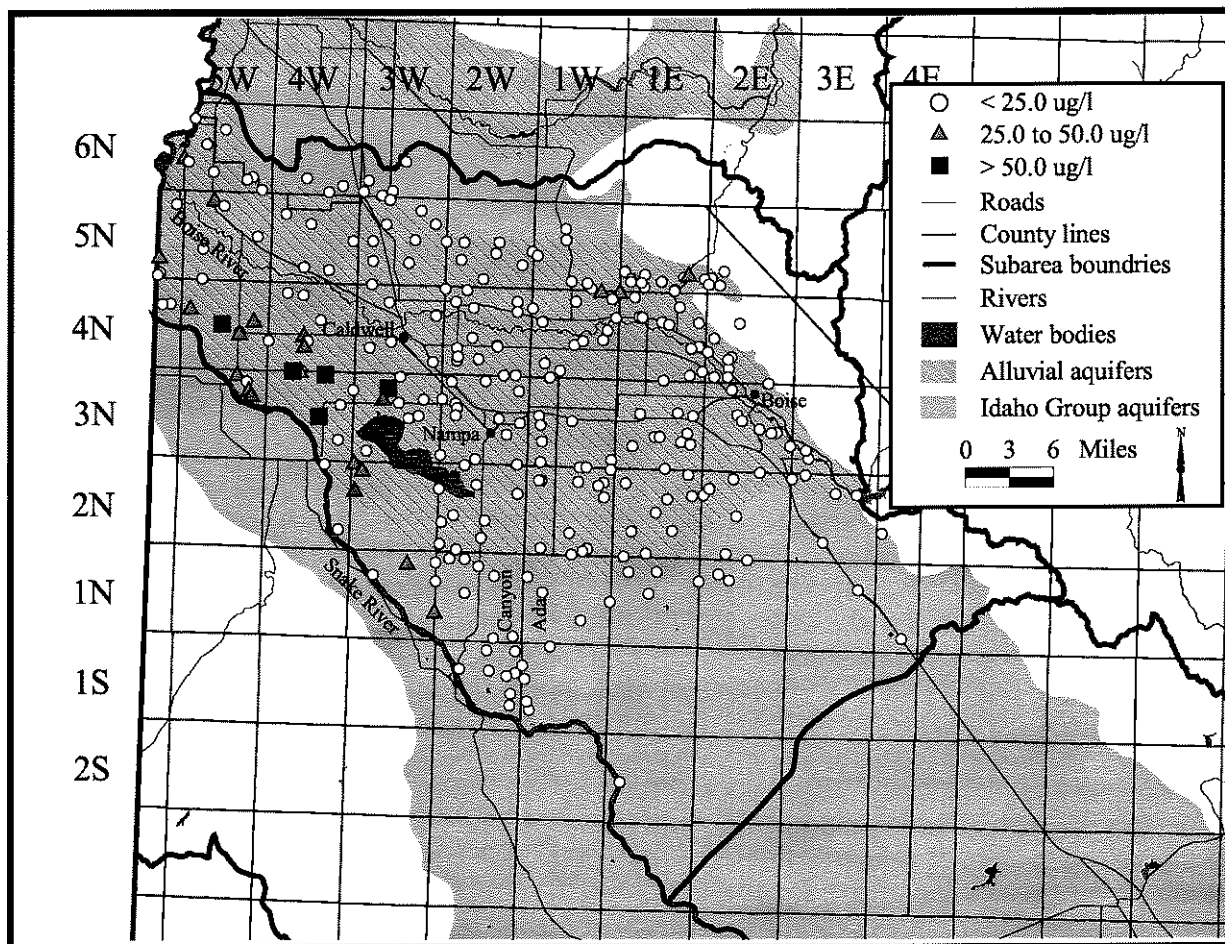 5W 4W 3W 2W 1W 1E 2E 3E 4E
< 25.0 ug/l
25.0 to 50.0 ug/l
> 50.0 ug/l
Roads
County lines
Subarea boundries
Rivers
Water bodies
Alluvial aquifers
Idaho Group aquifers
0 3 6 Miles
N
6N
5N
4N
3N
2N
1N
1S
2S
Boise River
Caldwell
Boise
Nampa
Snake River
Canyon
Ada